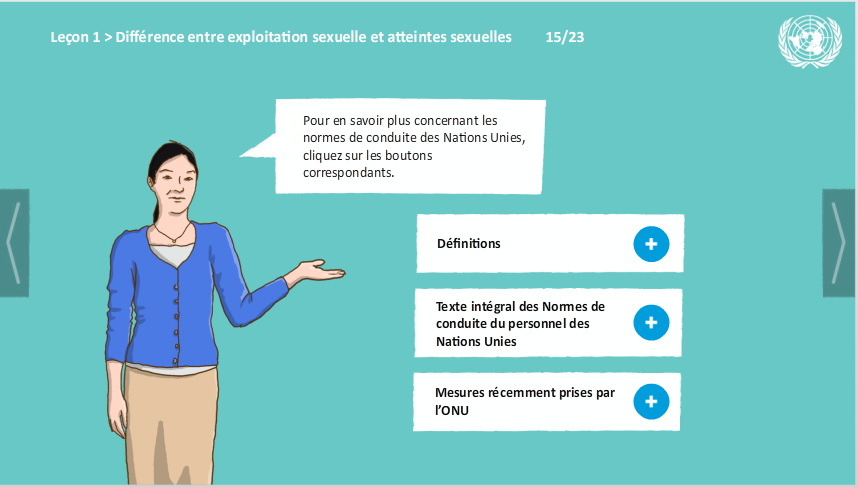 Leçon 1 > Différence entre exploitation sexuelle et atteintes sexuelles 15/23
Pour en savoir plus concernant les
normes de conduite des Nations Unies,
cliquez sur les boutons
correspondants.
Définitions
Texte intégral des Normes de
conduite du personnel des
Nations Unies
Mesures récemment prises par
l’ONU